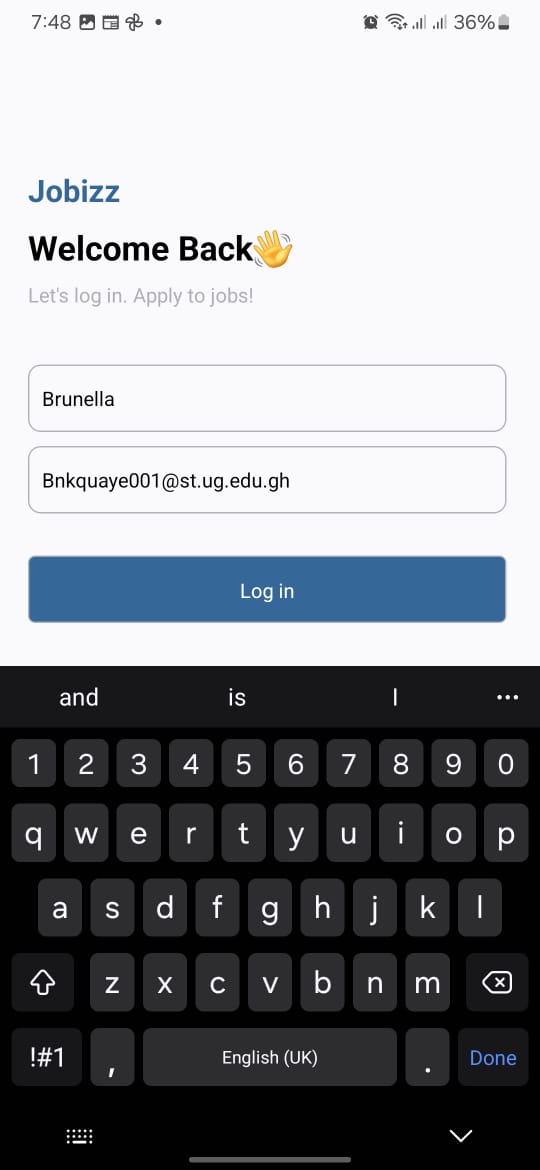 7:48 36%
Jobizz
Welcome Back👋
Let's log in. Apply to jobs!
Brunella
Bnkquaye001@st.ug.edu.gh
Log in
and is I ...
1 2 3 4 5 6 7 8 9 0
q w e r t y u i o p
a s d f g h j k l
z x c v b n m
!#1 , English (UK) . Done